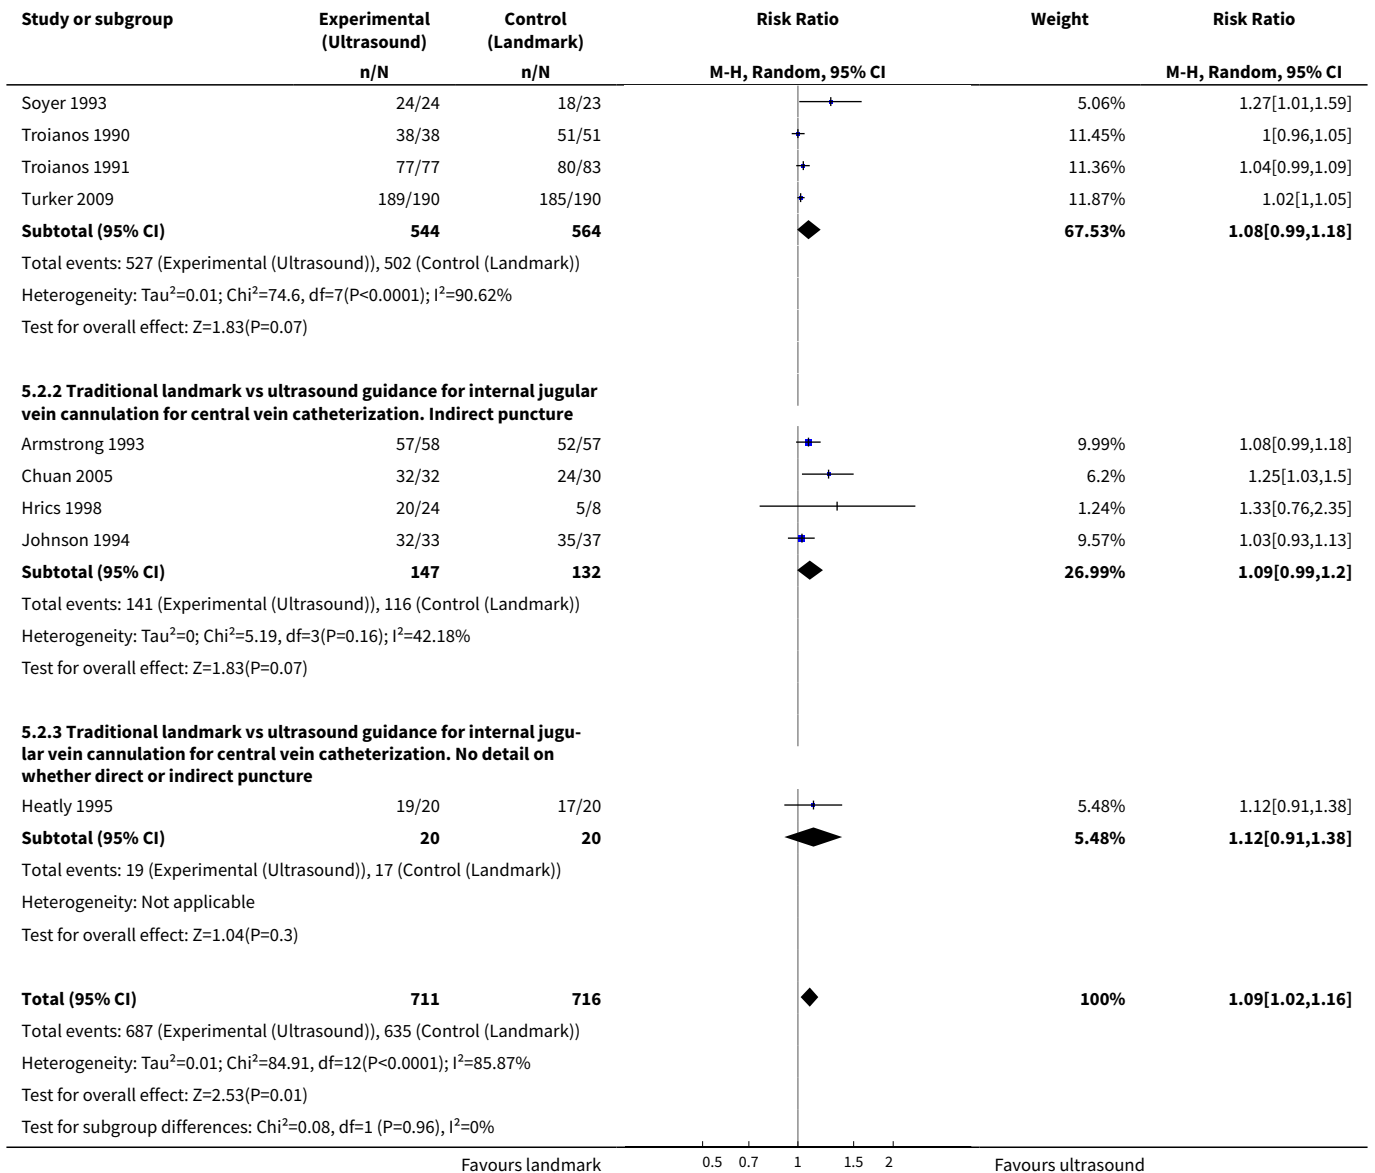 Study or subgroup Experimental (Ultrasound) Control (Landmark) Risk Ratio Weight Risk Ratio
n/N n/N M-H, Random, 95% CI M-H, Random, 95% CI
Soyer 1993 24/24 18/23 5.06% 1.27[1.01,1.59]
Troianos 1990 38/38 51/51 11.45% 1[0.96,1.05]
Troianos 1991 77/77 80/83 11.36% 1.04[0.99,1.09]
Turker 2009 189/190 185/190 11.87% 1.02[1,1.05]
Subtotal (95% CI) 544 564 67.53% 1.08[0.99,1.18]
Total events: 527 (Experimental (Ultrasound)), 502 (Control (Landmark))
Heterogeneity: Tau²=0.01; Chi²=74.6, df=7(P<0.0001); I²=90.62%
Test for overall effect: Z=1.83(P=0.07)
5.2.2 Traditional landmark vs ultrasound guidance for internal jugular
vein cannulation for central vein catheterization. Indirect puncture
Armstrong 1993 57/58 52/57 9.99% 1.08[0.99,1.18]
Chuan 2005 32/32 24/30 6.2% 1.25[1.03,1.5]
Hrics 1998 20/24 5/8 1.24% 1.33[0.76,2.35]
Johnson 1994 32/33 35/37 9.57% 1.03[0.93,1.13]
Subtotal (95% CI) 147 132 26.99% 1.09[0.99,1.2]
Total events: 141 (Experimental (Ultrasound)), 116 (Control (Landmark))
Heterogeneity: Tau²=0; Chi²=5.19, df=3(P=0.16); I²=42.18%
Test for overall effect: Z=1.83(P=0.07)
5.2.3 Traditional landmark vs ultrasound guidance for internal jugu-
lar vein cannulation for central vein catheterization. No detail on
whether direct or indirect puncture
Heatly 1995 19/20 17/20 5.48% 1.12[0.91,1.38]
Subtotal (95% CI) 20 20 5.48% 1.12[0.91,1.38]
Total events: 19 (Experimental (Ultrasound)), 17 (Control (Landmark))
Heterogeneity: Not applicable
Test for overall effect: Z=1.04(P=0.3)
Total (95% CI) 711 716 100% 1.09[1.02,1.16]
Total events: 687 (Experimental (Ultrasound)), 635 (Control (Landmark))
Heterogeneity: Tau²=0.01; Chi²=84.91, df=12(P<0.0001); I²=85.87%
Test for overall effect: Z=2.53(P=0.01)
Test for subgroup differences: Chi²=0.08, df=1 (P=0.96), I²=0%
Favours landmark 0.5 0.7 1 1.5 2 Favours ultrasound